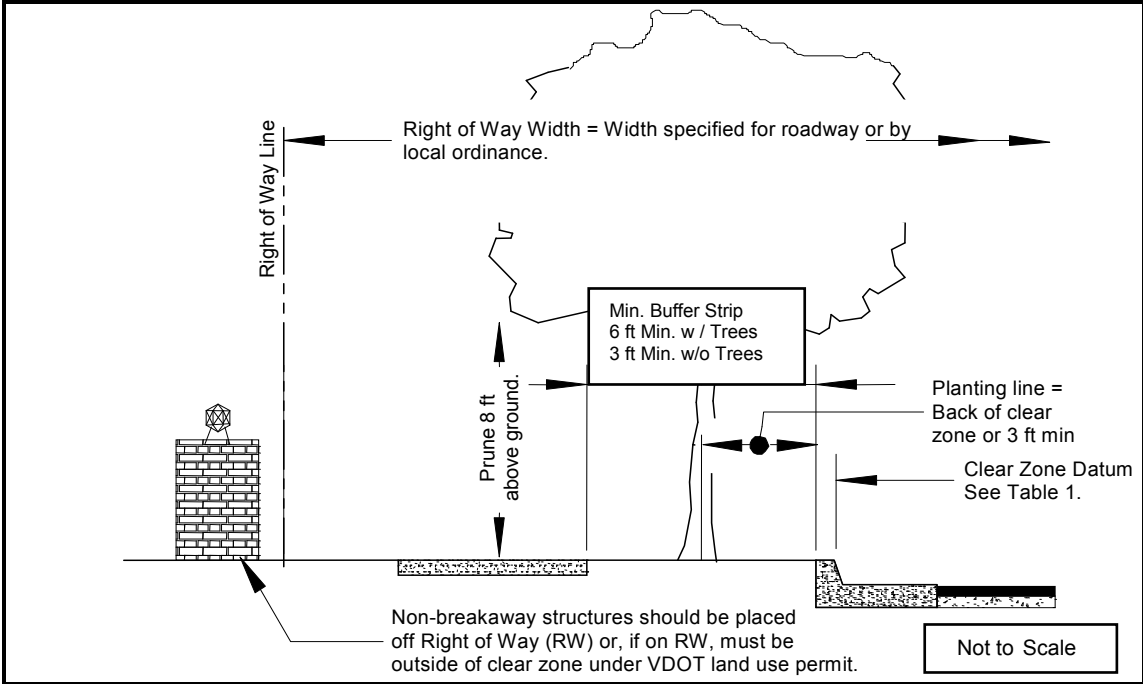 Right of Way Width = Width specified for roadway or by
local ordinance.
Right of Way Line
Min. Buffer Strip
6 ft Min. w / Trees
3 ft Min. w/o Trees
Prune 8 ft
above ground.
Planting line =
Back of clear
zone or 3 ft min
Clear Zone Datum
See Table 1.
Non-breakaway structures should be placed
off Right of Way (RW) or, if on RW, must be
outside of clear zone under VDOT land use permit.
Not to Scale